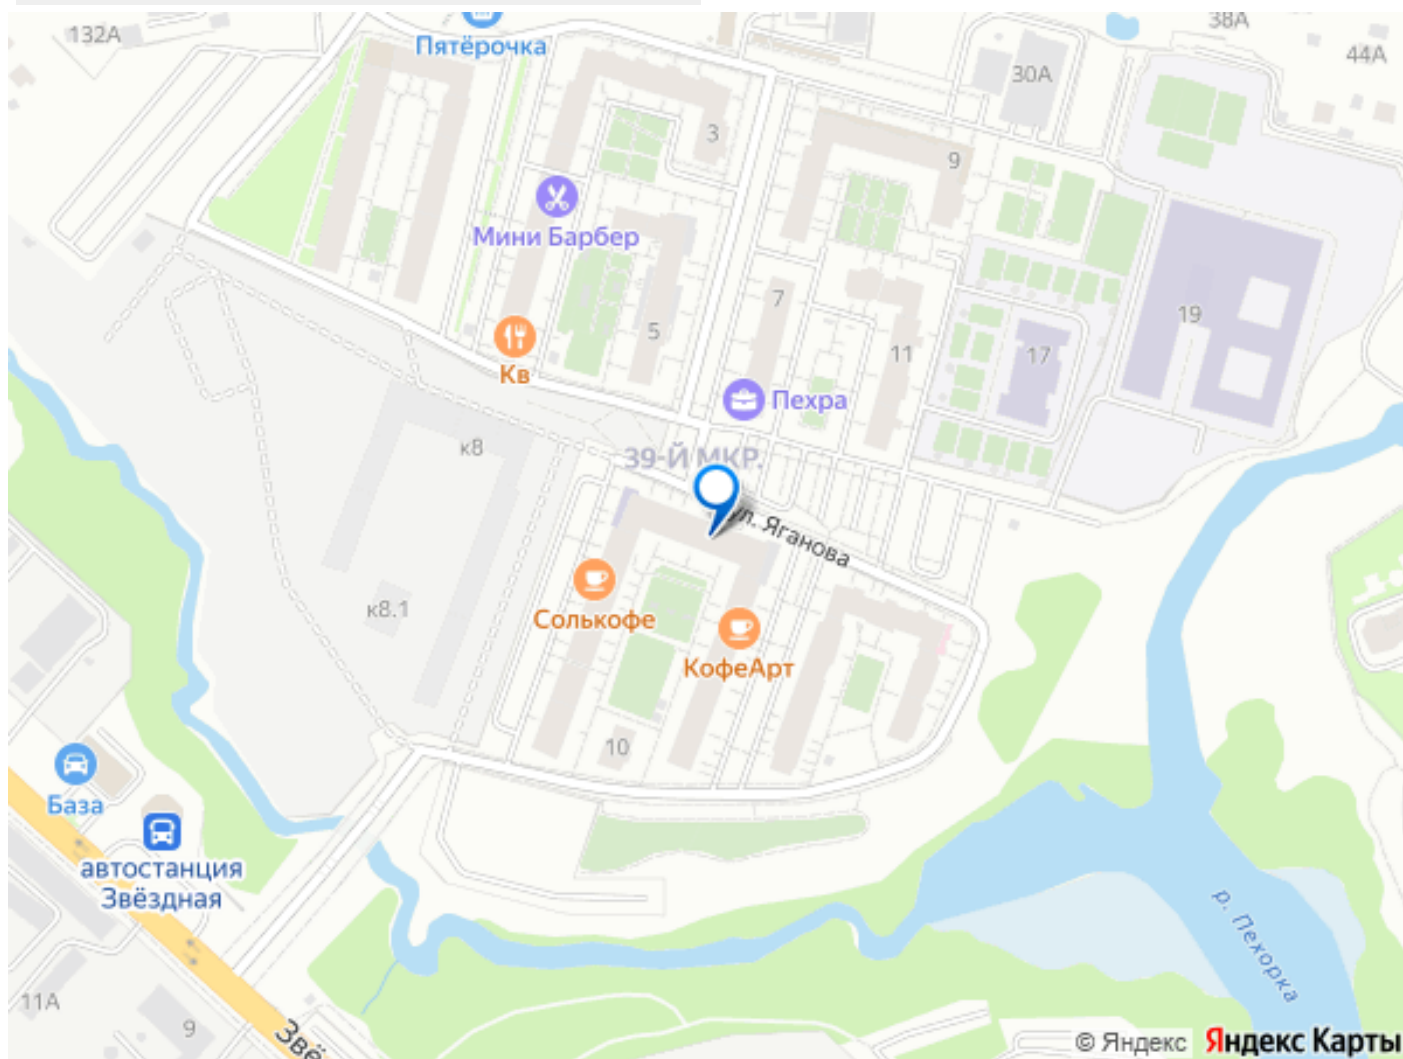 38А
132А
Пятёрочка
44А
30А
3
9
Мини Барбер
7
19
5
11
17
Кв
Пехра
39-Й МКР.
к8
ул. Яганова
к8.1
Солькофе
КофеАрт
10
База
автостанция
Звёздная
р. Пехорка
11А
9
Звё
© Яндекс Яндекс Карты